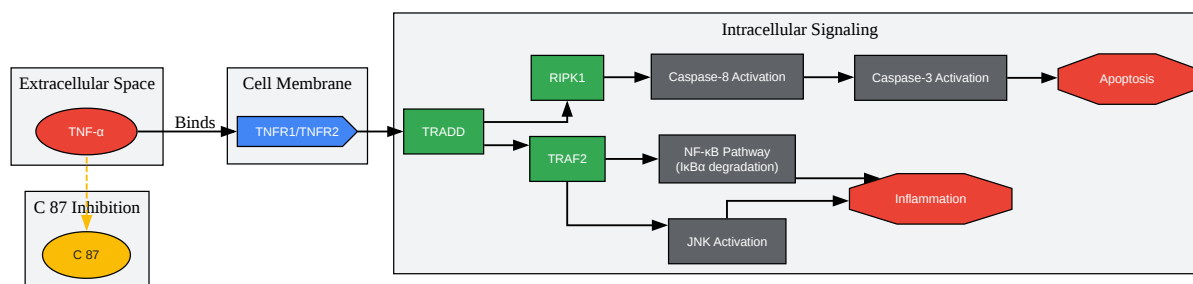 Intracellular Signaling
Extracellular Space
Cell Membrane
TNF-α
Binds
TNFR1/TNFR2
TRADD
RIPK1
Caspase-8 Activation
Caspase-3 Activation
Apoptosis
TRAF2
NF-κB Pathway
(IκBα degradation)
JNK Activation
Inflammation
C 87 Inhibition
C 87